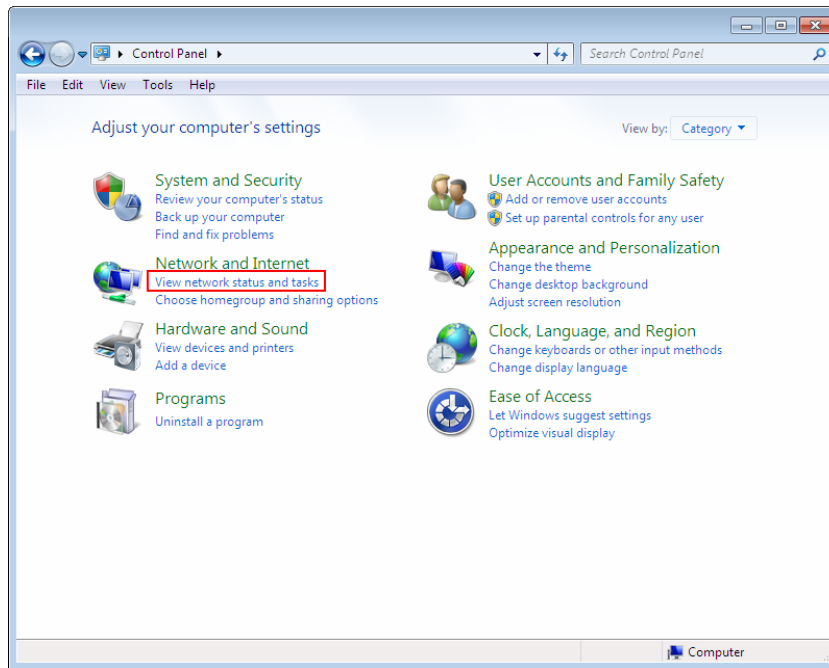 Control Panel
Search Control Panel
File Edit View Tools Help
Adjust your computer's settings
View by: Category
System and Security
Review your computer's status
Back up your computer
Find and fix problems
Network and Internet
View network status and tasks
Choose homegroup and sharing options
Hardware and Sound
View devices and printers
Add a device
Programs
Uninstall a program
User Accounts and Family Safety
Add or remove user accounts
Set up parental controls for any user
Appearance and Personalization
Change the theme
Change desktop background
Adjust screen resolution
Clock, Language, and Region
Change keyboards or other input methods
Change display language
Ease of Access
Let Windows suggest settings
Optimize visual display
Computer